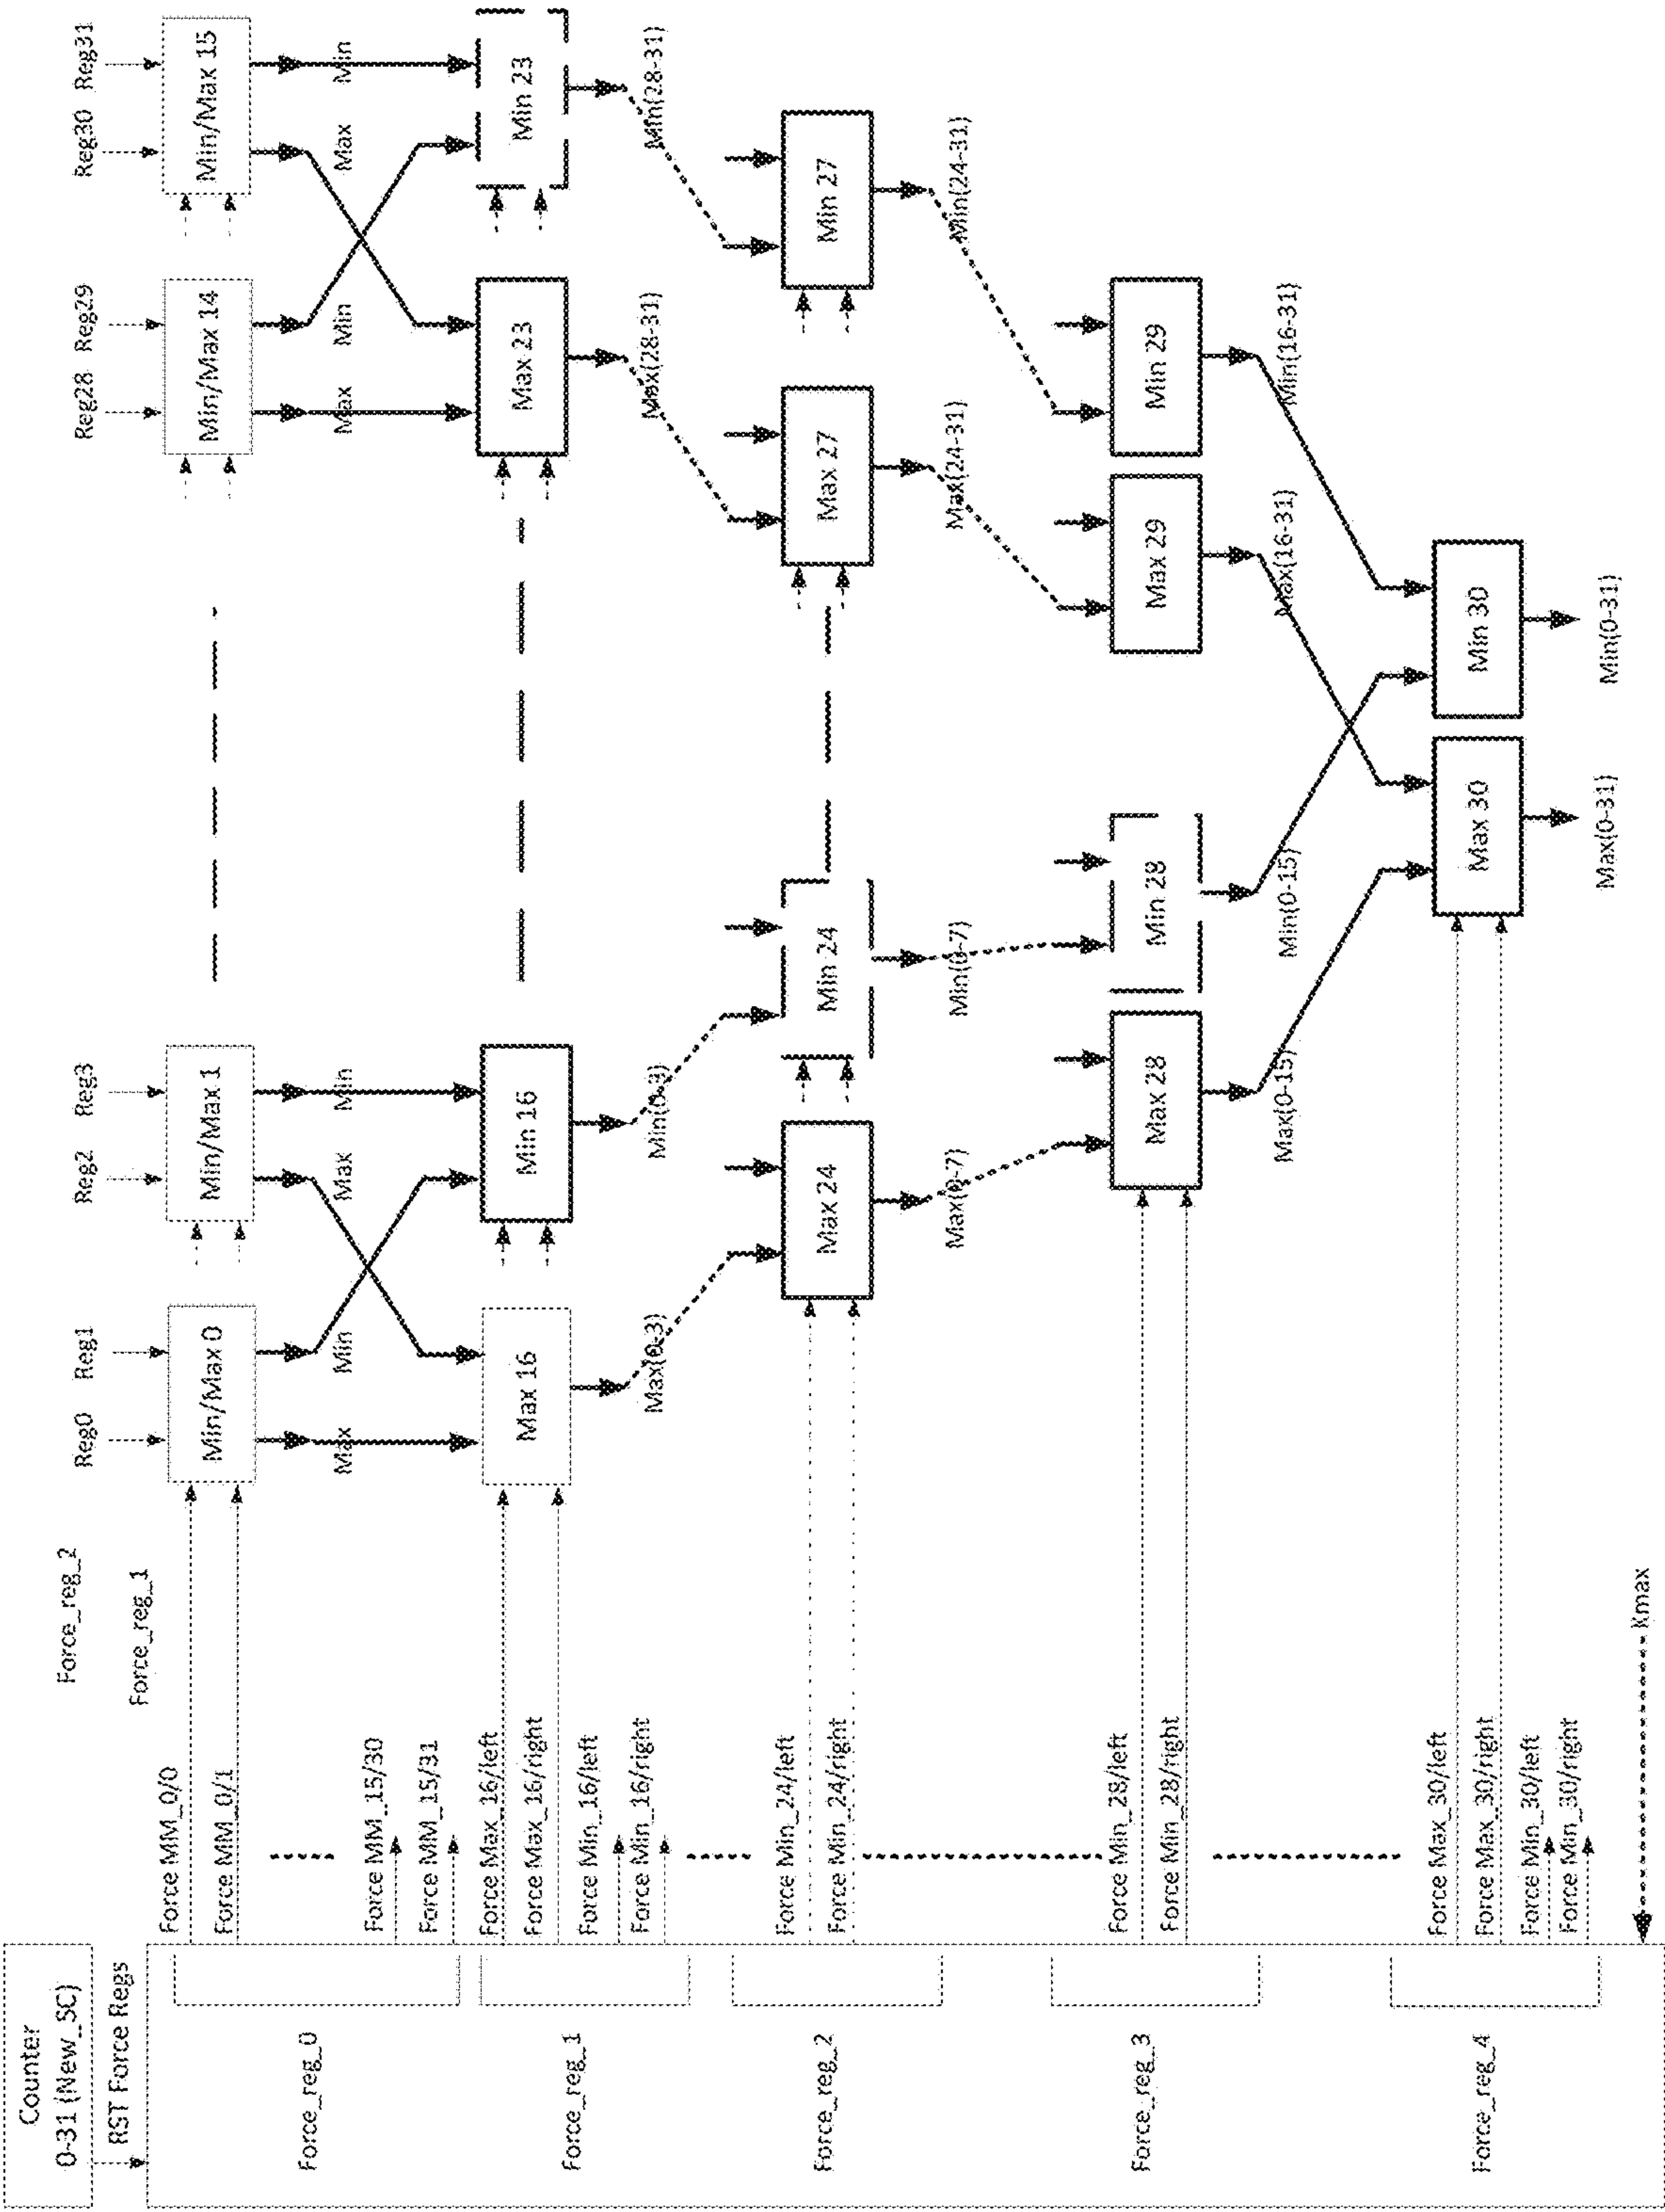 Counter
0-31 (New_SC)
RST Force Regs
Force_reg_0
Force_reg_1
Force_reg_2
Force_reg_3
Force_reg_4
Force MM_0/0
Force MM_0/1
Force MM_15/30
Force MM_15/31
Force Max_16/left
Force Max_16/right
Force Min_16/left
Force Min_16/right
Force Min_24/left
Force Min_24/right
Force Min_28/left
Force Min_28/right
Force Max_30/left
Force Max_30/right
Force Min_30/left
Force Min_30/right
Kmax
Force_reg_2
Force_reg_1
Reg0
Reg1
Reg2
Reg3
Reg28
Reg29
Reg30
Reg31
Min/Max 0
Min/Max 1
Min/Max 14
Min/Max 15
Max
Min
Max
Min
Max
Min
Max
Min
Max 16
Min 16
Max 23
Min 23
Max(0-3)
Min(0-3)
Max(28-31)
Min(28-31)
Max 24
Min 24
Max 27
Min 27
Max(0-7)
Min(0-7)
Max(24-31)
Min(24-31)
Max 28
Min 28
Max 29
Min 29
Max(0-15)
Min(0-15)
Max(16-31)
Min(16-31)
Max 30
Min 30
Max(0-31)
Min(0-31)